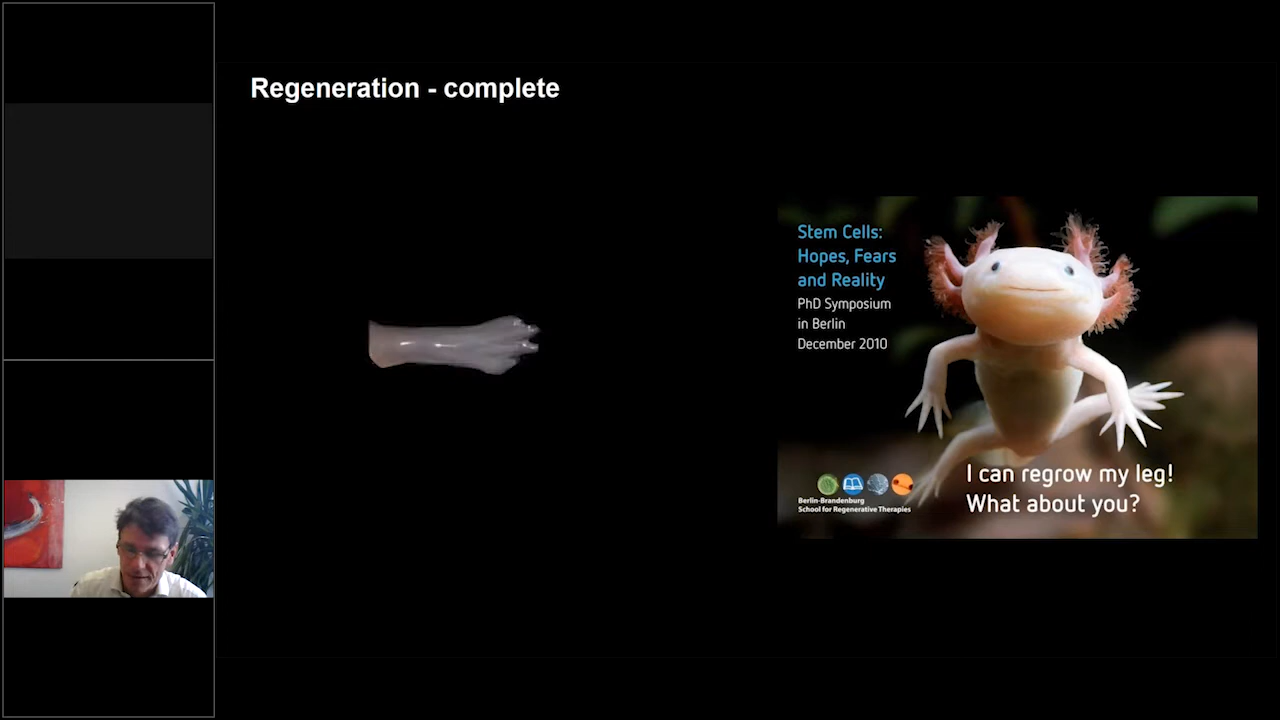 Regeneration - complete
Stem Cells:
Hopes, Fears
and Reality
PhD Symposium
in Berlin
December 2010
I can regrow my leg!
What about you?
Berlin-Brandenburg
School for Regenerative Therapies